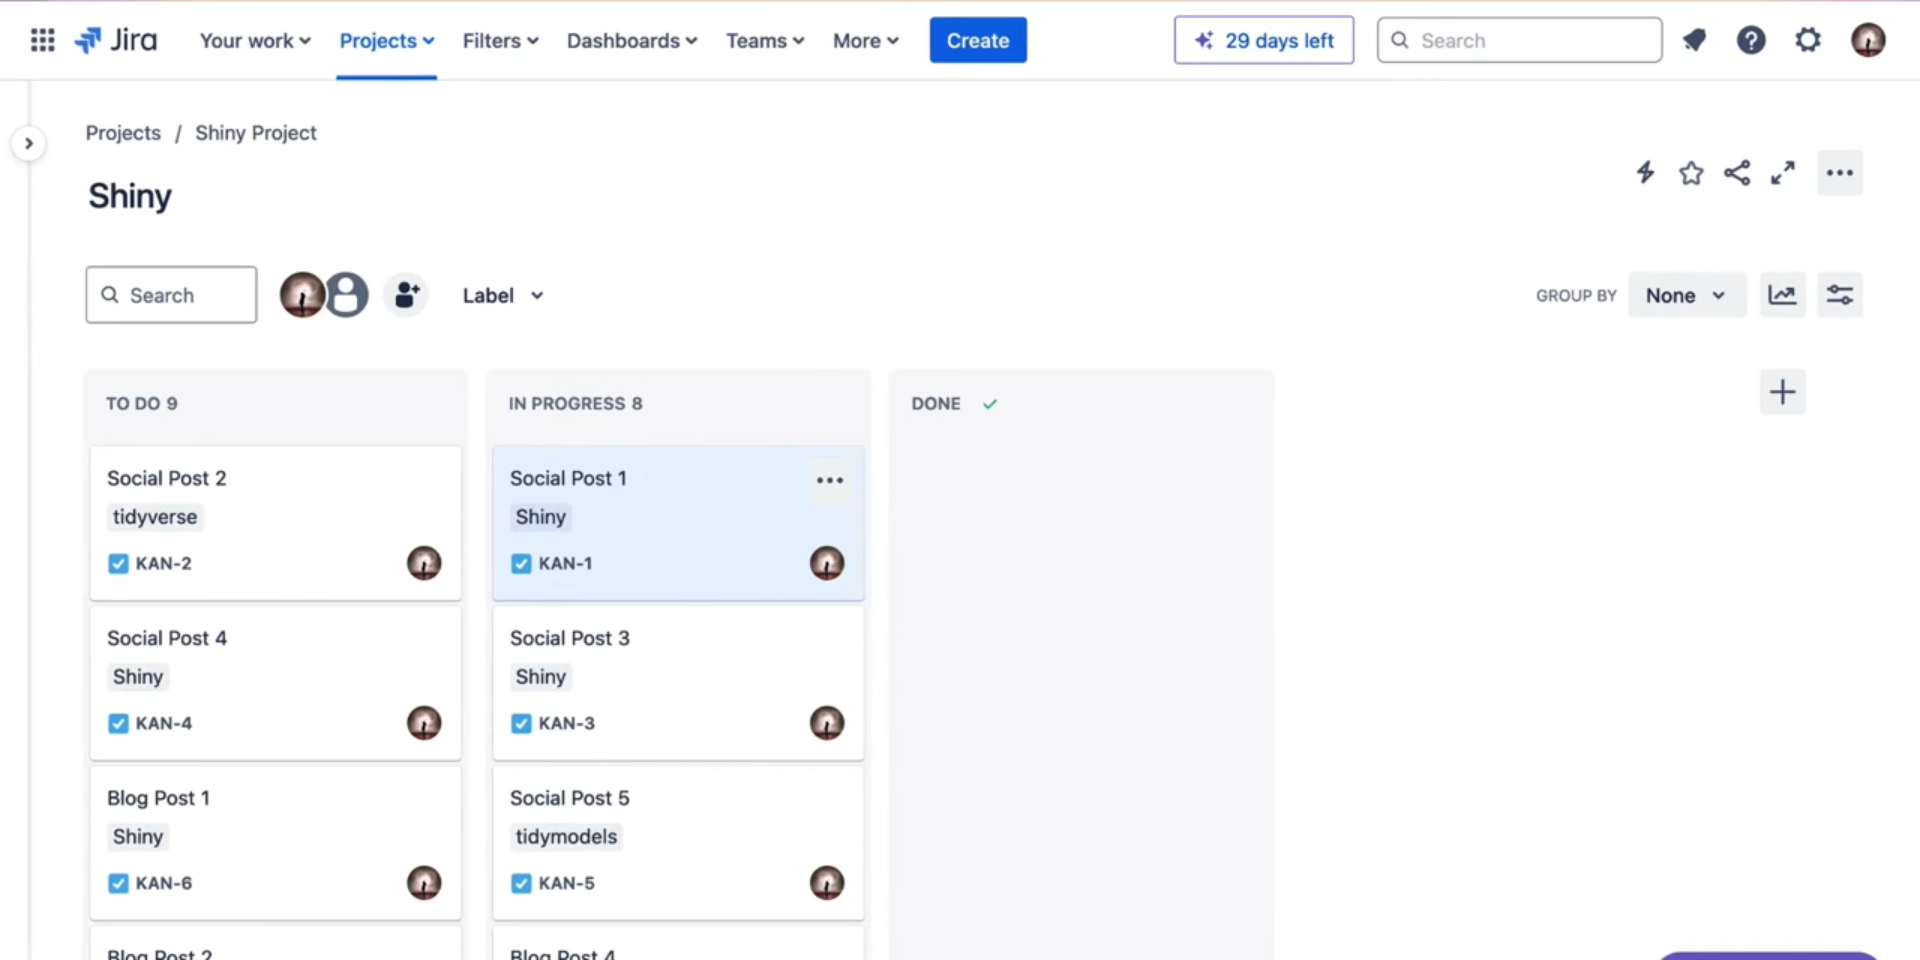 Jira
Your work
Projects
Filters
Dashboards
Teams
More
Create
29 days left
Search
Projects / Shiny Project
Shiny
Search
Label
GROUP BY
None
TO DO 9
Social Post 2
tidyverse
KAN-2
Social Post 4
Shiny
KAN-4
Blog Post 1
Shiny
KAN-6
Blog Post 2
IN PROGRESS 8
Social Post 1
Shiny
KAN-1
Social Post 3
Shiny
KAN-3
Social Post 5
tidymodels
KAN-5
Blog Post 4
DONE